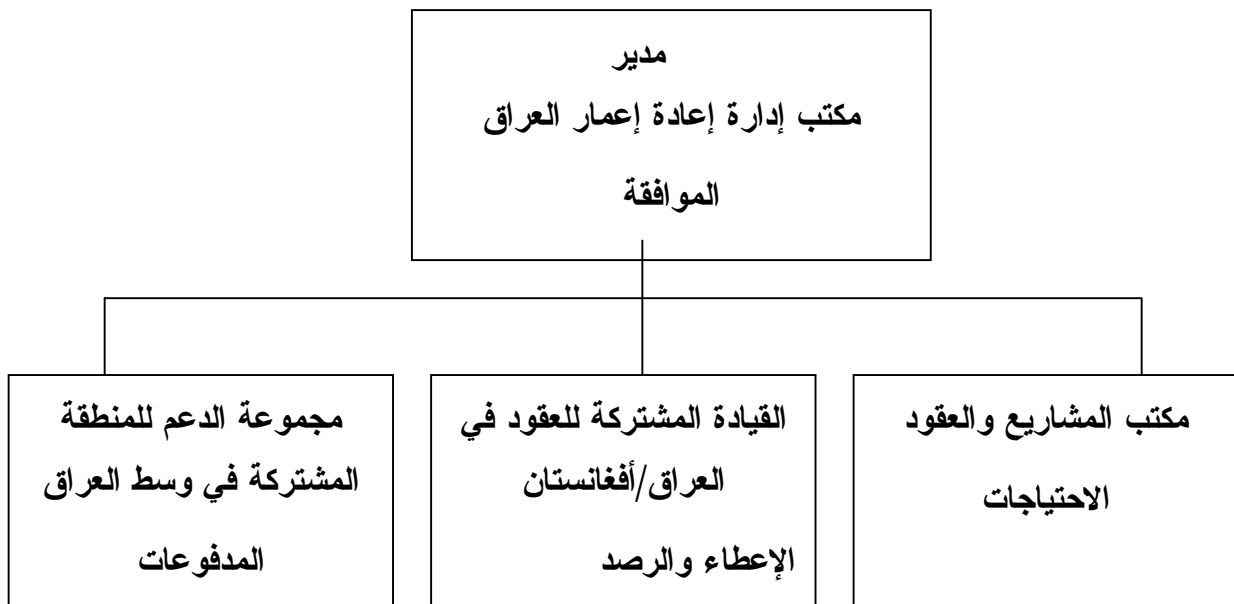 مدير
مكتب إدارة إعادة إعمار العراق
الموافقة
مكتب المشاريع والعقود
الاحتياجات
القيادة المشتركة للعقود في
العراق/أفغانستان
الإعطاء والرصد
مجموعة الدعم للمنطقة
المشتركة في وسط العراق
المدفوعات